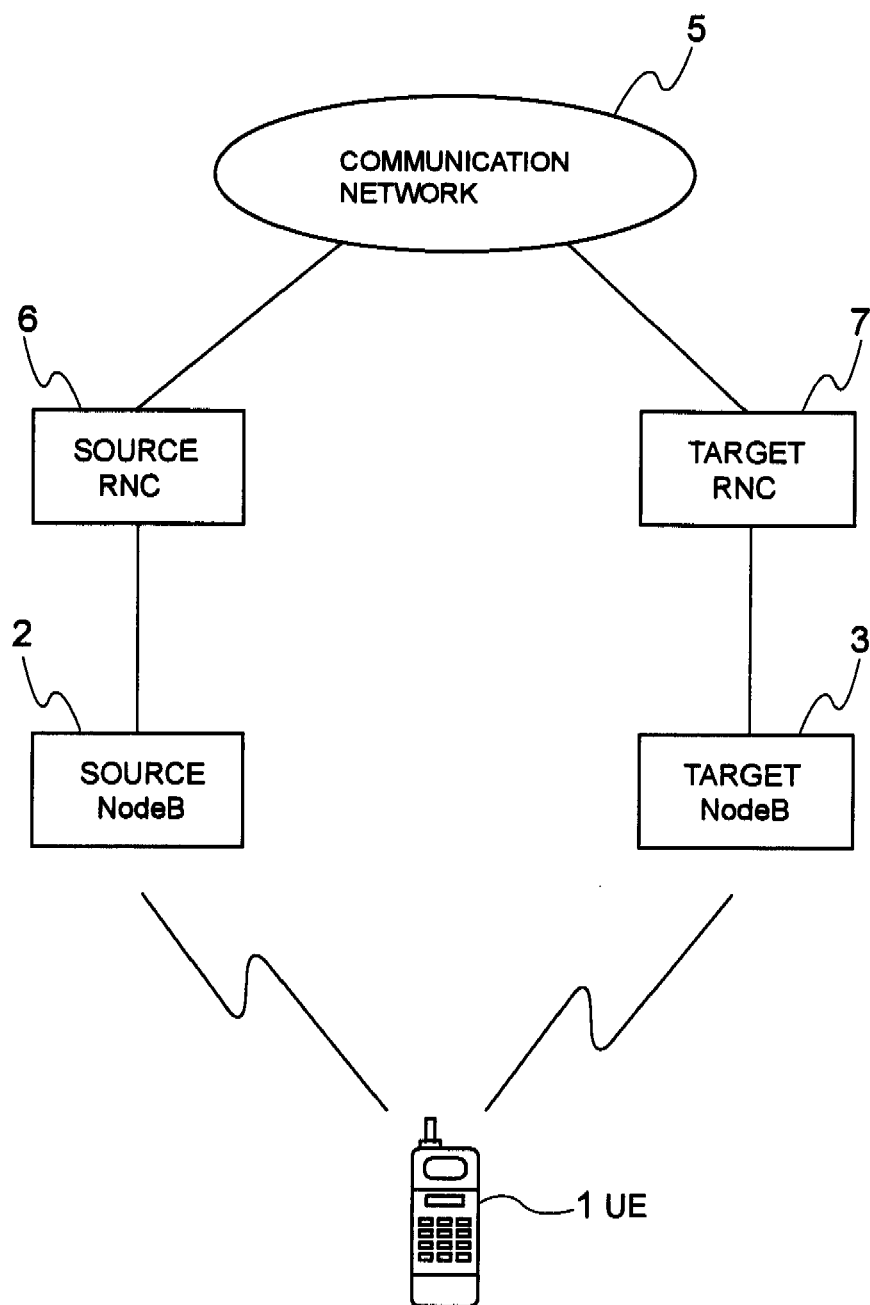 5
COMMUNICATION
NETWORK
6
7
SOURCE
RNC
TARGET
RNC
2
3
SOURCE
NodeB
TARGET
NodeB
1 UE